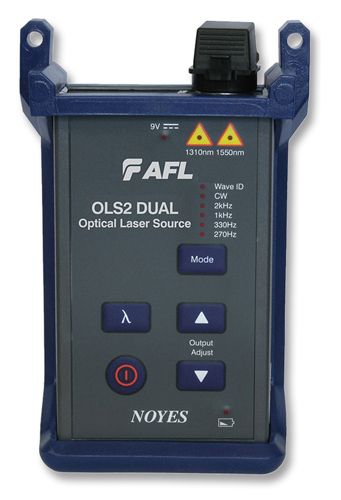 9V
1310nm 1550nm
AFL
Wave ID
CW
2kHz
1kHz
330Hz
270Hz
OLS2 DUAL
Optical Laser Source
Mode
λ
Output
Adjust
NOYES